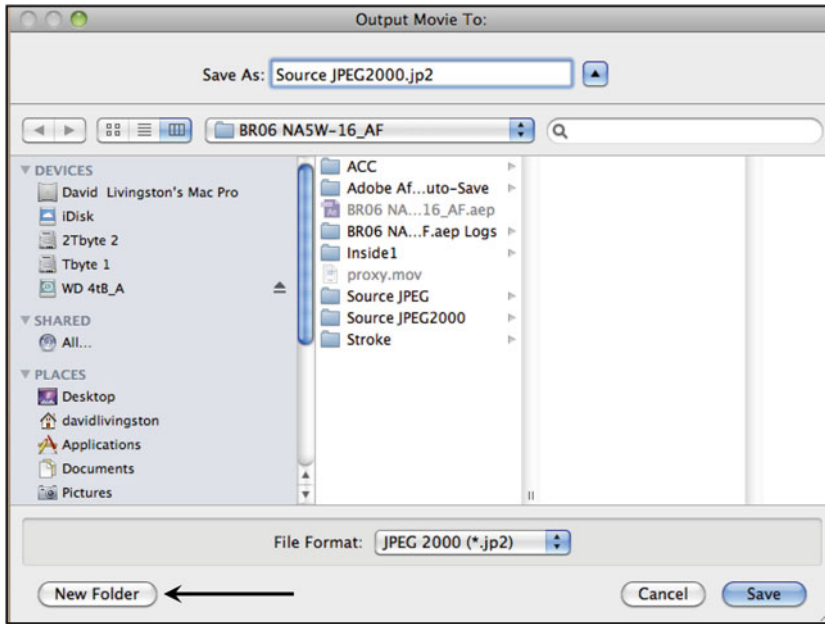 Output Movie To:
Save As: Source JPEG2000.jp2
BR06 NA5W-16_AF
DEVICES
David Livingston's Mac Pro
iDisk
2Tbyte 2
Tbyte 1
WD 4tB_A
SHARED
All...
PLACES
Desktop
davidlivingston
Applications
Documents
Pictures
ACC
Adobe Af...uto-Save
BR06 NA...16_AF.aep
BR06 NA...F.aep Logs
Inside1
proxy.mov
Source JPEG
Source JPEG2000
Stroke
File Format: JPEG 2000 (*.jp2)
New Folder
Cancel
Save